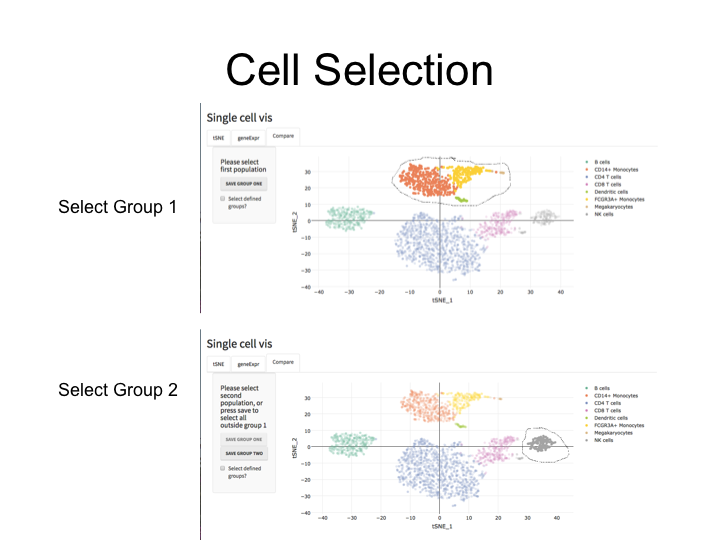 Cell Selection
Select Group 1
Single cell vis
tSNE
geneExpr
Compare
Please select
first population
SAVE GROUP ONE
Select defined
groups?
tSNE_2
30
20
10
0
−10
−20
−30
−40
−40
−30
−20
−10
0
10
20
30
40
tSNE_1
B cells
CD14+ Monocytes
CD4 T cells
CD8 T cells
Dendritic cells
FCGR3A+ Monocytes
Megakaryocytes
NK cells
Select Group 2
Single cell vis
tSNE
geneExpr
Compare
Please select
second
population, or
press save to
select all
outside group 1
SAVE GROUP ONE
SAVE GROUP TWO
Select defined
groups?
tSNE_2
30
20
10
0
−10
−20
−30
−40
−40
−30
−20
−10
0
10
20
30
40
tSNE_1
B cells
CD14+ Monocytes
CD4 T cells
CD8 T cells
Dendritic cells
FCGR3A+ Monocytes
Megakaryocytes
NK cells